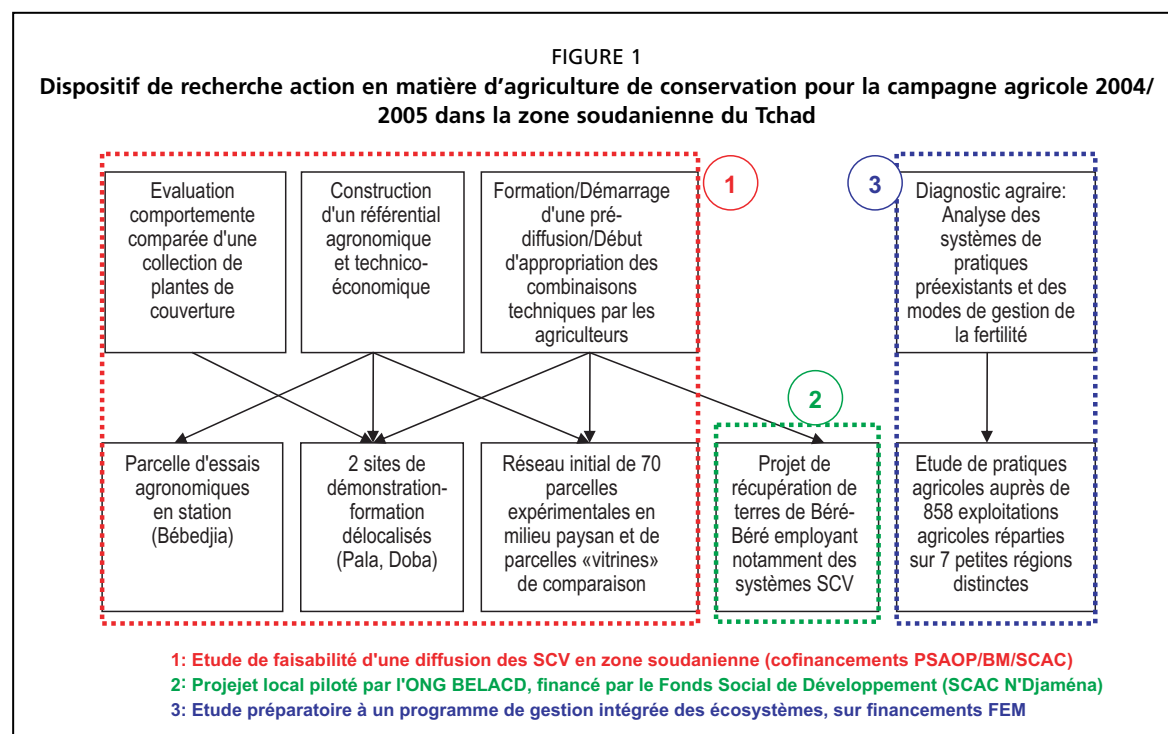 FIGURE 1
Dispositif de recherche action en matière d'agriculture de conservation pour la campagne agricole 2004/
2005 dans la zone soudanienne du Tchad
Evaluation
comportemente
comparée d'une
collection de
plantes de
couverture
Construction
d'un référential
agronomique
et technico-
économique
Formation/Démarrage
d'une pré-
diffusion/Début
d'appropriation des
combinaisons
techniques par les
agriculteurs
1
3
Diagnostic agraire:
Analyse des
systèmes de
pratiques
préexistants et des
modes de gestion de
la fertilité
2
Parcelle d'essais
agronomiques
en station
(Bébedjia)
2 sites de
démonstration-
formation
délocalisés
(Pala, Doba)
Réseau initial de 70
parcelles
expérimentales en
milieu paysan et de
parcelles «vitrines»
de comparaison
Projet de
récupération de
terres de Béré-
Béré employant
notamment des
systèmes SCV
Etude de pratiques
agricoles auprès de
858 exploitations
agricoles réparties
sur 7 petites régions
distinctes
1: Etude de faisabilité d'une diffusion des SCV en zone soudanienne (cofinancements PSAOP/BM/SCAC)
2: Projejet local piloté par l'ONG BELACD, financé par le Fonds Social de Développement (SCAC N'Djaména)
3: Etude préparatoire à un programme de gestion intégrée des écosystèmes, sur financements FEM